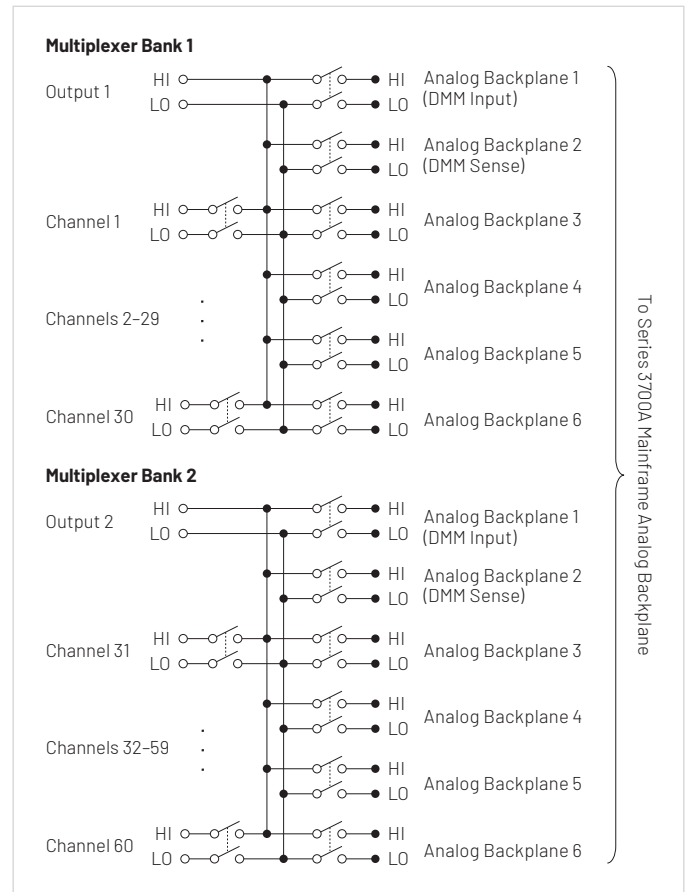 Multiplexer Bank 1
Output 1
HI
LO
HI Analog Backplane 1
LO (DMM Input)
HI Analog Backplane 2
LO (DMM Sense)
Channel 1
HI
LO
HI
LO
Analog Backplane 3
HI
LO
Analog Backplane 4
Channels 2–29
HI
LO
Analog Backplane 5
Channel 30
HI
LO
HI
LO
Analog Backplane 6
Multiplexer Bank 2
Output 2
HI
LO
HI Analog Backplane 1
LO (DMM Input)
HI Analog Backplane 2
LO (DMM Sense)
Channel 31
HI
LO
HI
LO
Analog Backplane 3
HI
LO
Analog Backplane 4
Channels 32–59
HI
LO
Analog Backplane 5
Channel 60
HI
LO
HI
LO
Analog Backplane 6
To Series 3700A Mainframe Analog Backplane